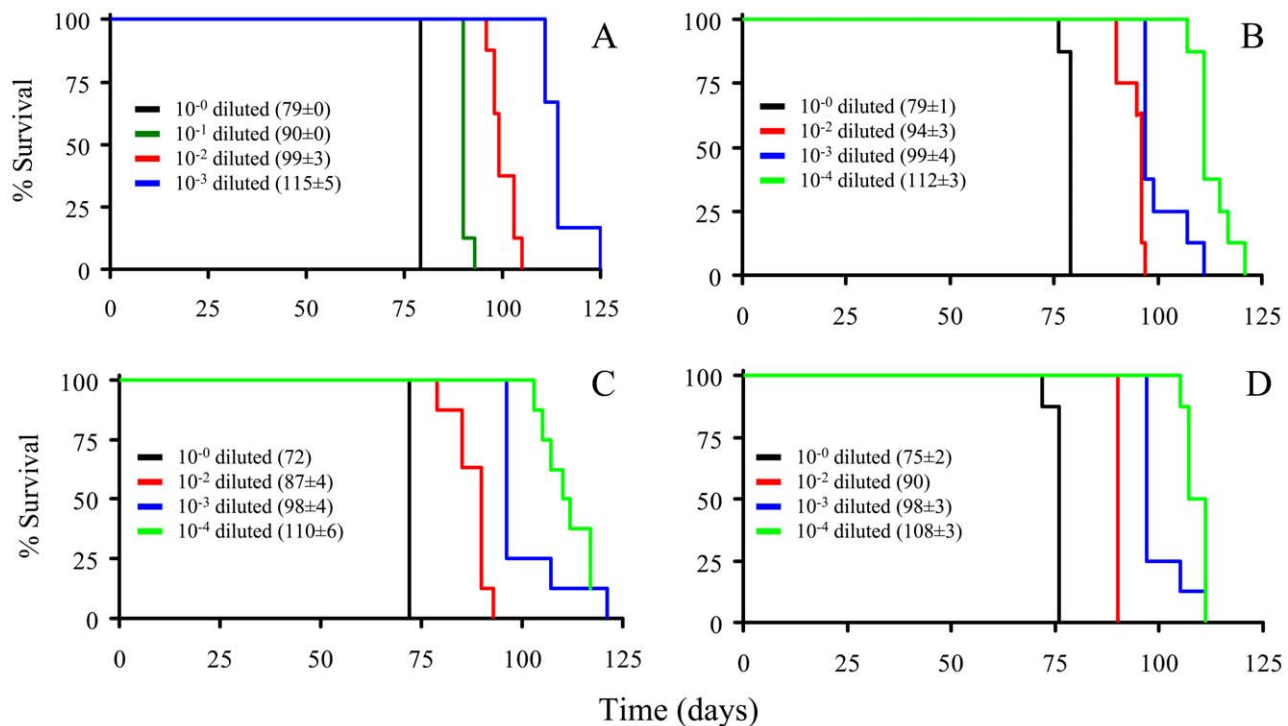 A
100
75
50
25
0
% Survival
10⁻⁰ diluted (79±0)
10⁻¹ diluted (90±0)
10⁻² diluted (99±3)
10⁻³ diluted (115±5)
0 25 50 75 100 125
B
100
75
50
25
0
10⁻⁰ diluted (79±1)
10⁻² diluted (94±3)
10⁻³ diluted (99±4)
10⁻⁴ diluted (112±3)
0 25 50 75 100 125
C
100
75
50
25
0
% Survival
10⁻⁰ diluted (72)
10⁻² diluted (87±4)
10⁻³ diluted (98±4)
10⁻⁴ diluted (110±6)
0 25 50 75 100 125
D
100
75
50
25
0
10⁻⁰ diluted (75±2)
10⁻² diluted (90)
10⁻³ diluted (98±3)
10⁻⁴ diluted (108±3)
0 25 50 75 100 125
Time (days)